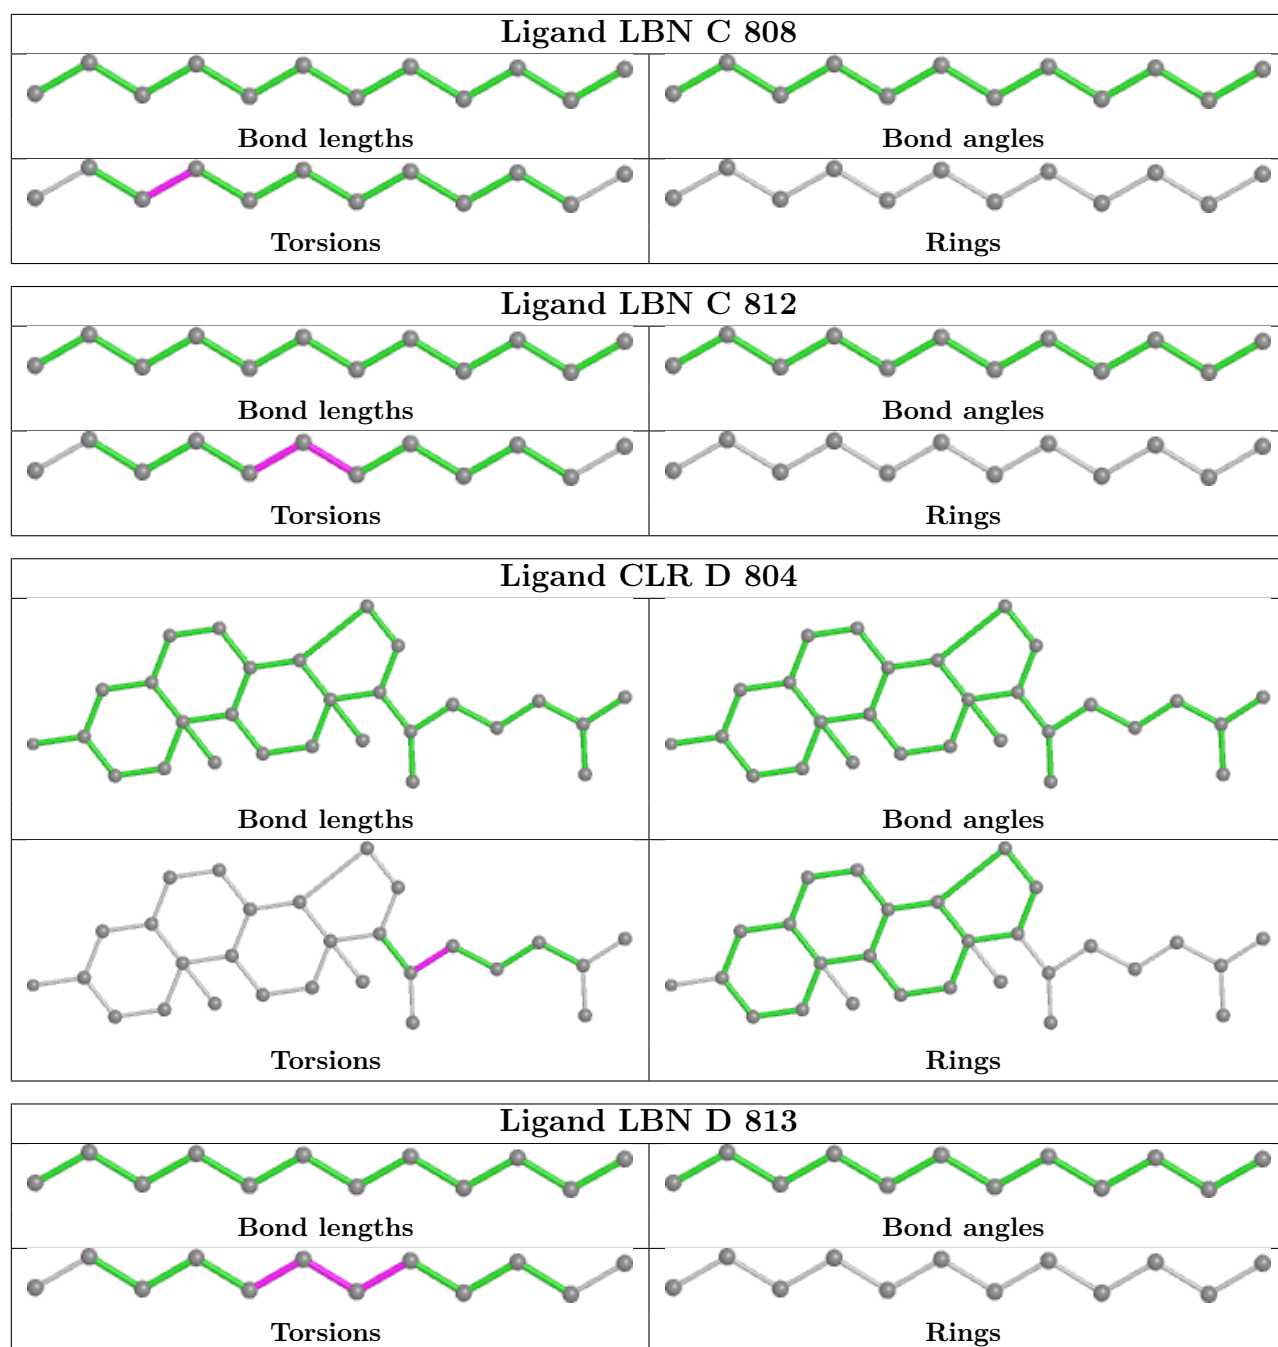 Ligand LBN C 808
Bond lengths Bond angles
Torsions Rings
Ligand LBN C 812
Bond lengths Bond angles
Torsions Rings
Ligand CLR D 804
Bond lengths Bond angles
Torsions Rings
Ligand LBN D 813
Bond lengths Bond angles
Torsions Rings